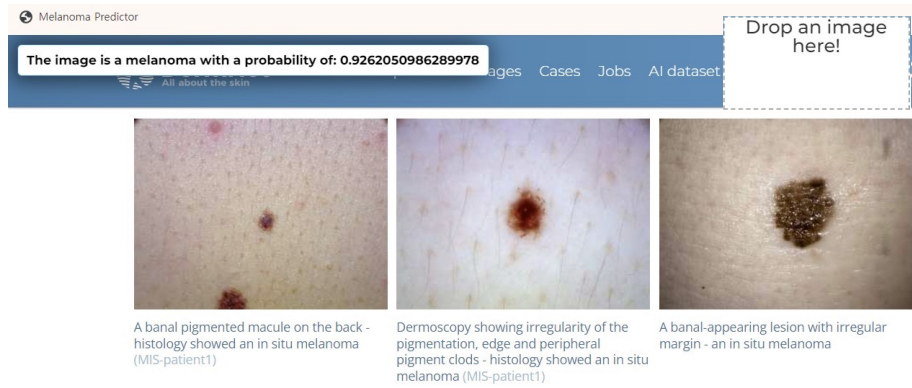 Melanoma Predictor
Drop an image
here!
The image is a melanoma with a probability of: 0.9262050986289978
ages Cases Jobs AI dataset
All about the skin
A banal pigmented macule on the back -
histology showed an in situ melanoma
(MIS-patient1)
Dermoscopy showing irregularity of the
pigmentation, edge and peripheral
pigment clods - histology showed an in situ
melanoma (MIS-patient1)
A banal-appearing lesion with irregular
margin - an in situ melanoma